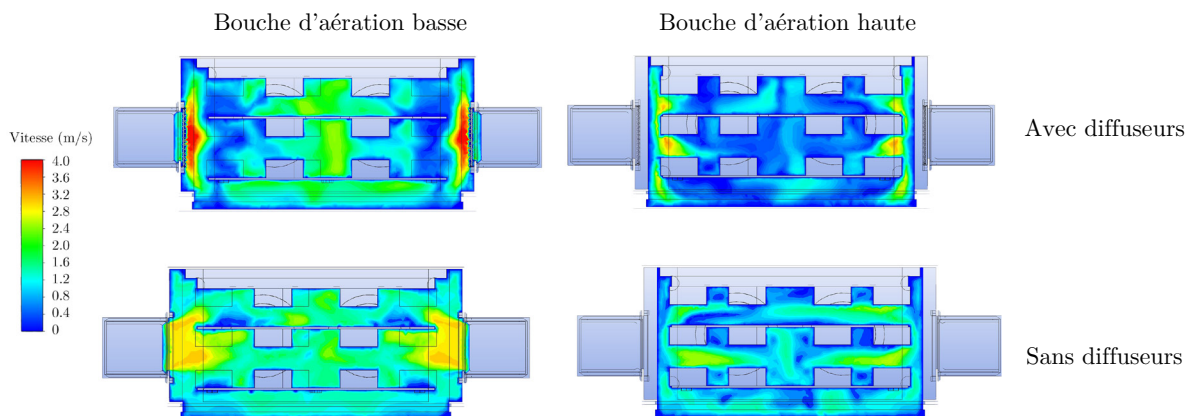 Bouche d'aération basse
Bouche d'aération haute
Avec diffuseurs
Vitesse (m/s)
4.0
3.6
3.2
2.8
2.4
2.0
1.6
1.2
0.8
0.4
0
Sans diffuseurs